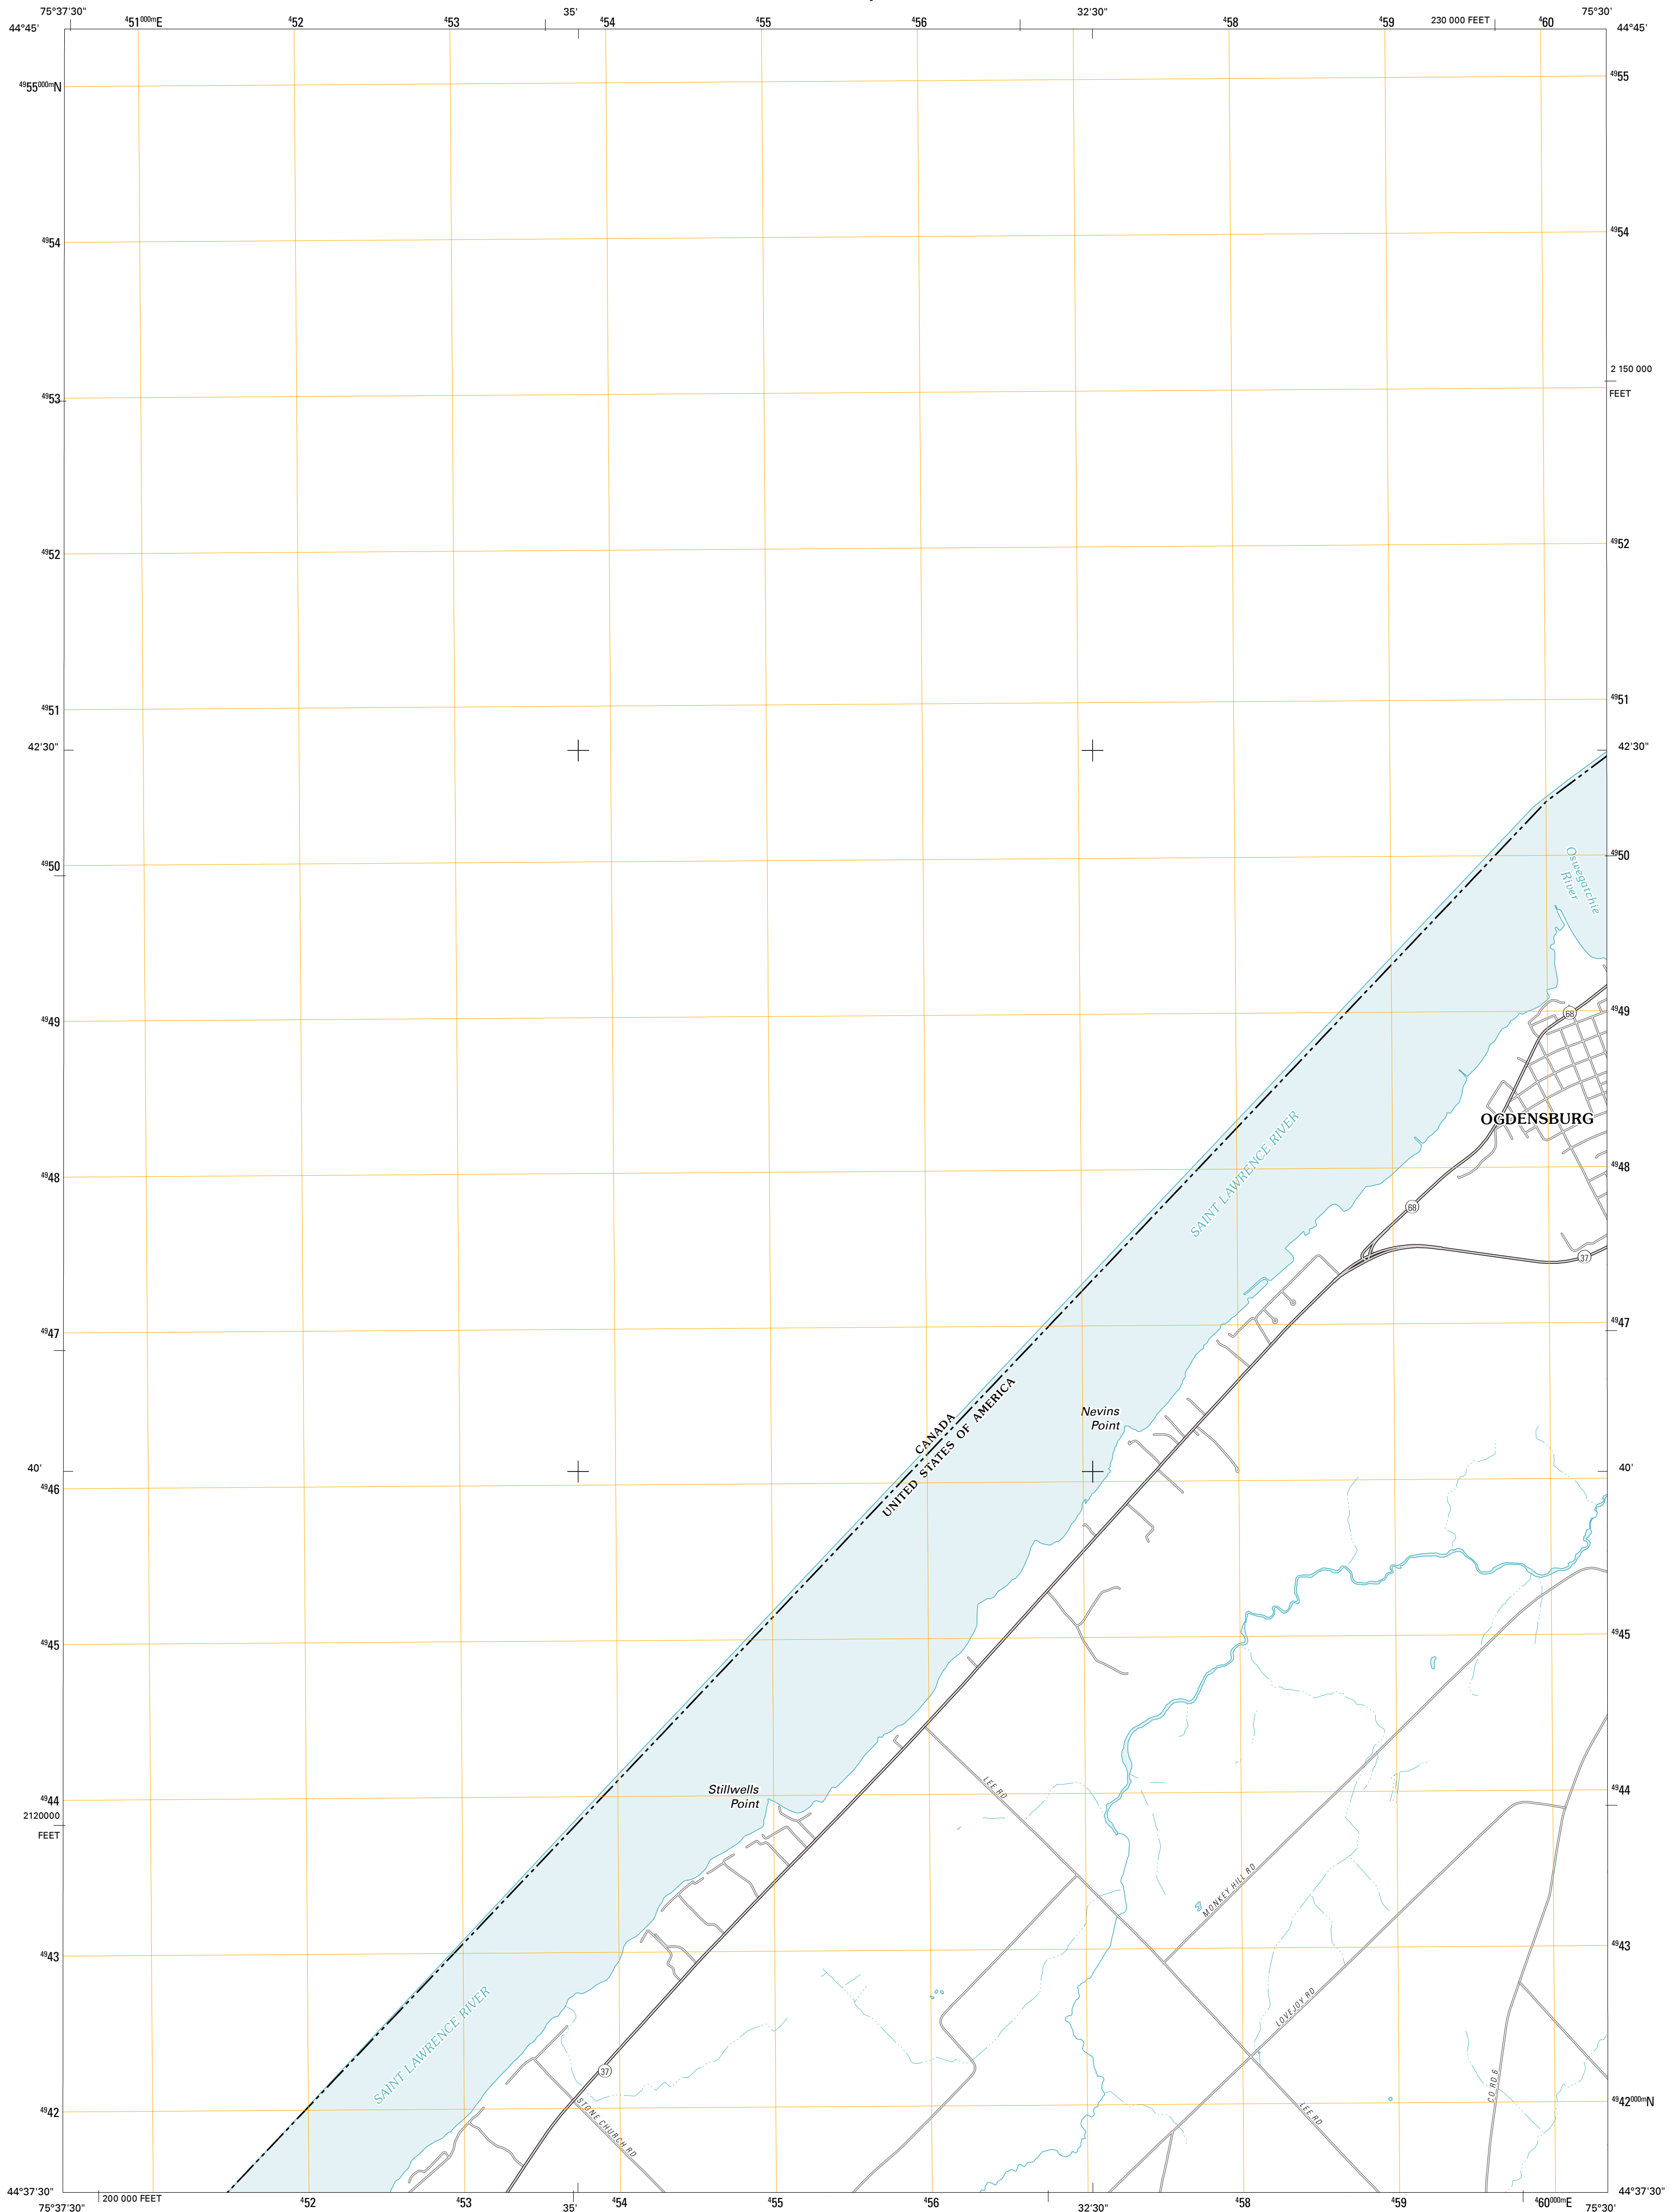 75°37'30"
⁴51⁰⁰⁰ᵐE
⁴52
⁴53
35'
⁴54
⁴55
⁴56
32'30"
⁴58
⁴59
230 000 FEET
⁴60
75°30'
44°45'
44°45'
⁴⁹55⁰⁰⁰ᵐN
⁴⁹55
⁴⁹54
⁴⁹54
2 150 000
FEET
⁴⁹53
⁴⁹52
⁴⁹52
⁴⁹51
⁴⁹51
42'30"
42'30"
⁴⁹50
⁴⁹50
Oswegatchie
River
⁴⁹49
⁴⁹49
68
OGDENSBURG
SAINT LAWRENCE RIVER
⁴⁹48
⁴⁹48
68
37
⁴⁹47
⁴⁹47
CANADA
UNITED STATES OF AMERICA
Nevins
Point
40'
40'
⁴⁹46
⁴⁹45
⁴⁹45
LEE RD
Stillwells
Point
⁴⁹44
⁴⁹44
2120000
FEET
MONKEY HILL RD
⁴⁹43
⁴⁹43
LOVEJOY RD
SAINT LAWRENCE RIVER
37
CO RD 6
STONE CHURCH RD
LEE RD
⁴⁹42
⁴⁹42⁰⁰⁰ᵐN
44°37'30"
44°37'30"
75°37'30"
200 000 FEET
⁴52
⁴53
35'
⁴54
⁴55
⁴56
32'30"
⁴58
⁴59
⁴60⁰⁰⁰ᵐE
75°30'